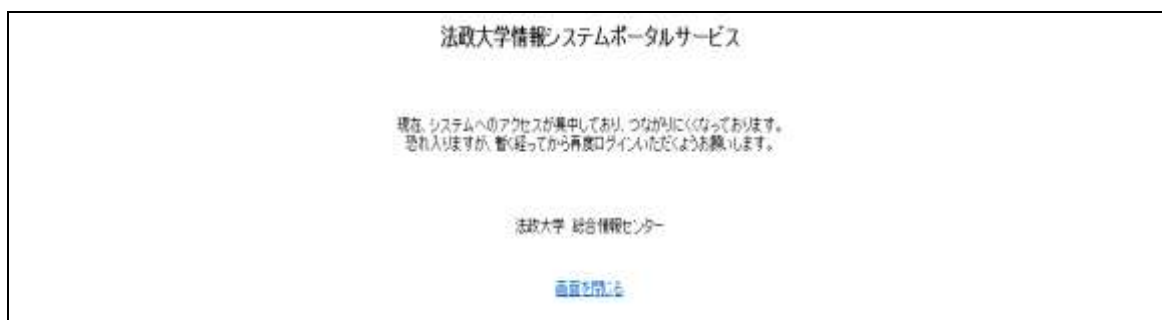 法政大学情報システムポータルサービス
現在、システムへのアクセスが集中しており、つながりにくくなっております。
恐れ入りますが、暫く経ってから再度ログインいただくようお願いします。
法政大学 総合情報センター
画面を閉じる